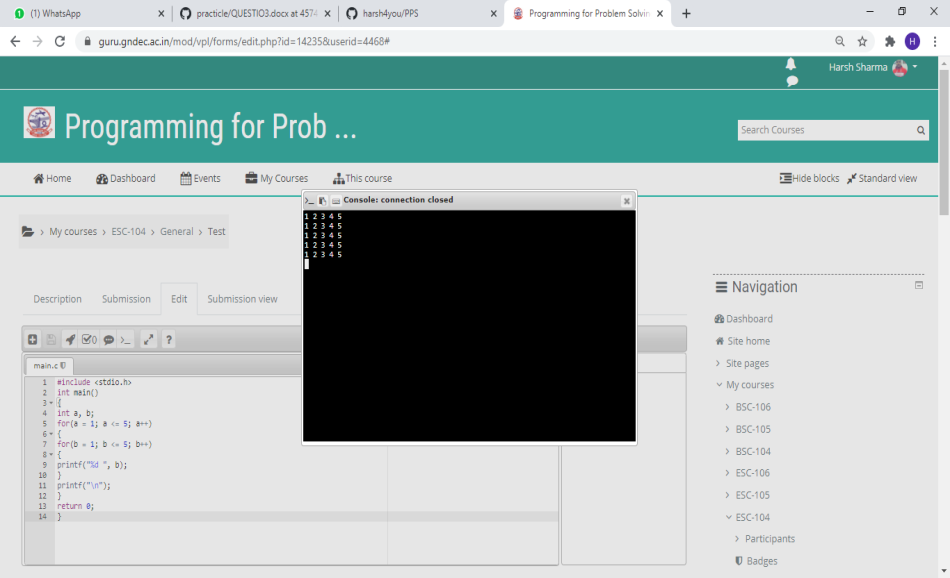 (1) WhatsApp
practicle/QUESTIO3.docx at 4574
harsh4you/PPS
Programming for Problem Solvin
guru.gndec.ac.in/mod/vpl/forms/edit.php?id=14235&userid=4468#
H
Harsh Sharma
Programming for Prob ...
Search Courses
Home
Dashboard
Events
My Courses
This course
Hide blocks
Standard view
My courses > ESC-104 > General > Test
Description
Submission
Edit
Submission view
Console: connection closed
1 2 3 4 5
1 2 3 4 5
1 2 3 4 5
1 2 3 4 5
1 2 3 4 5
0
>_
?
main.c
1 #include <stdio.h>
2 int main()
3 {
4 int a, b;
5 for(a = 1; a <= 5; a++)
6 {
7 for(b = 1; b <= 5; b++)
8 {
9 printf("%d ", b);
10 }
11 printf("\n");
12 }
13 return 0;
14 }
Navigation
Dashboard
Site home
Site pages
My courses
BSC-106
BSC-105
BSC-104
ESC-106
ESC-105
ESC-104
Participants
Badges